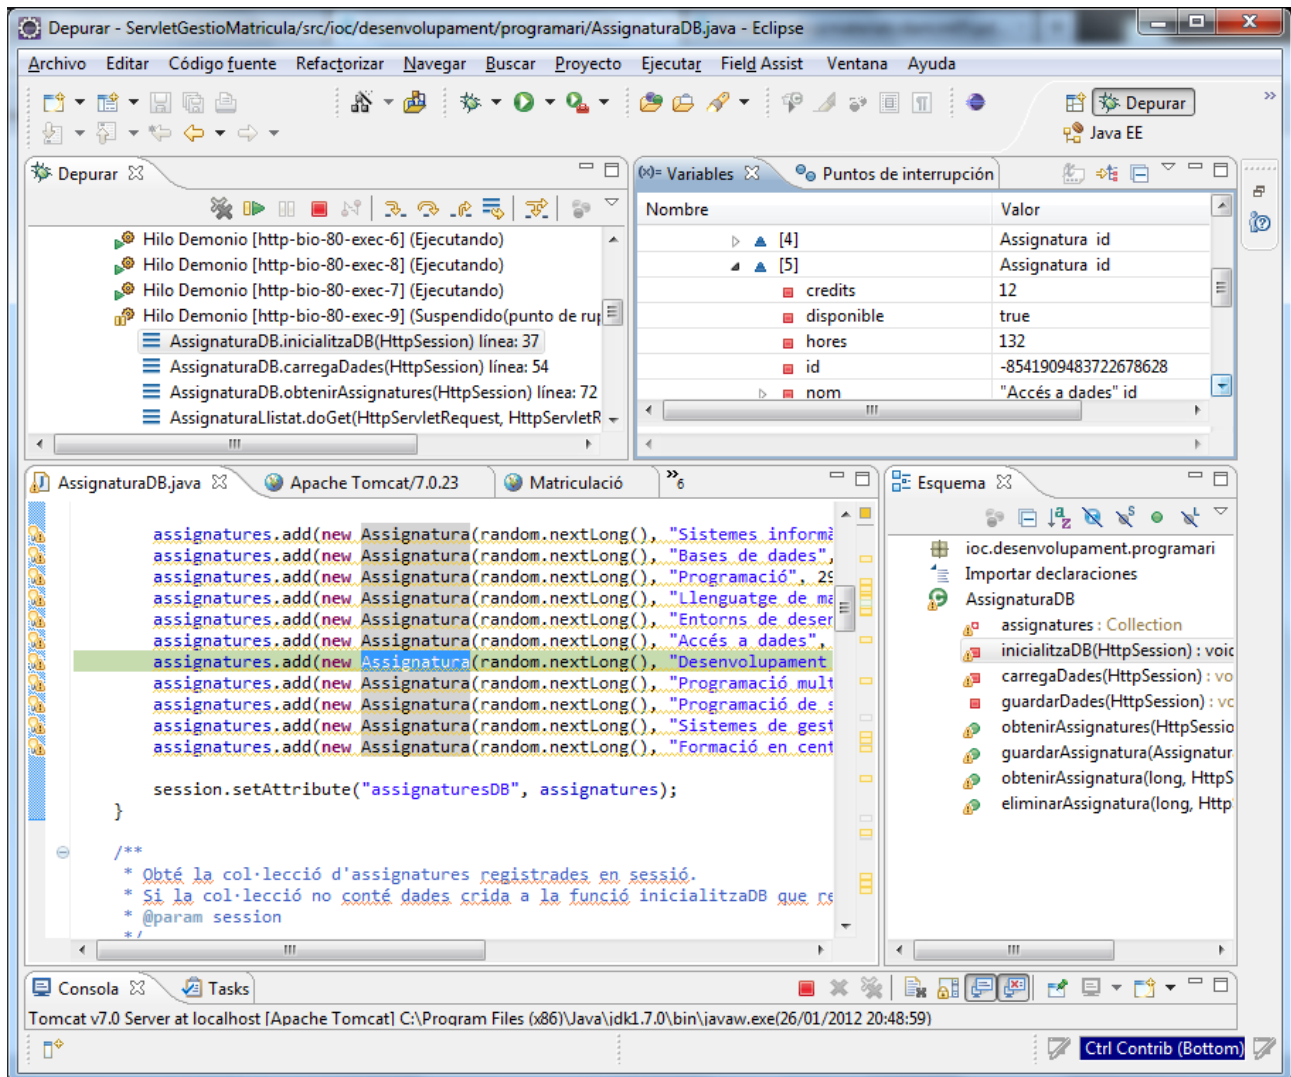 Depurar - ServletGestioMatricula/src/ioc/desenvolupament/programari/AssignaturaDB.java - Eclipse
Archivo Editar Código fuente Refactorizar Navegar Buscar Proyecto Ejecutar Field Assist Ventana Ayuda
Depurar
Java EE
Depurar
Hilo Demonio [http-bio-80-exec-6] (Ejecutando)
Hilo Demonio [http-bio-80-exec-8] (Ejecutando)
Hilo Demonio [http-bio-80-exec-7] (Ejecutando)
Hilo Demonio [http-bio-80-exec-9] (Suspendido(punto de rup
AssignaturaDB.inicialitzaDB(HttpSession) línea: 37
AssignaturaDB.carregaDades(HttpSession) línea: 54
AssignaturaDB.obtenirAssignatures(HttpSession) línea: 72
AssignaturaLlistat.doGet(HttpServletRequest, HttpServletR
(x)= Variables Puntos de interrupción
Nombre Valor
[4] Assignatura id
[5] Assignatura id
credits 12
disponible true
hores 132
id -8541909483722678628
nom "Accés a dades" id
AssignaturaDB.java Apache Tomcat/7.0.23 Matriculació »6
assignatures.add(new Assignatura(random.nextLong(), "Sistemes informà
assignatures.add(new Assignatura(random.nextLong(), "Bases de dades",
assignatures.add(new Assignatura(random.nextLong(), "Programació", 29
assignatures.add(new Assignatura(random.nextLong(), "Llenguatge de ma
assignatures.add(new Assignatura(random.nextLong(), "Entorns de deser
assignatures.add(new Assignatura(random.nextLong(), "Accés a dades",
assignatures.add(new Assignatura(random.nextLong(), "Desenvolupament
assignatures.add(new Assignatura(random.nextLong(), "Programació mult
assignatures.add(new Assignatura(random.nextLong(), "Programació de s
assignatures.add(new Assignatura(random.nextLong(), "Sistemes de gest
assignatures.add(new Assignatura(random.nextLong(), "Formació en cent
session.setAttribute("assignaturesDB", assignatures);
}
/**
* Obté la col·lecció d'assignatures registrades en sessió.
* Si la col·lecció no conté dades crida a la funció inicialitzaDB que re
* @param session
*/
Esquema
ioc.desenvolupament.programari
Importar declaraciones
AssignaturaDB
assignatures : Collection
inicialitzaDB(HttpSession) : voic
carregaDades(HttpSession) : vo
guardarDades(HttpSession) : vc
obtenirAssignatures(HttpSessio
guardarAssignatura(Assignatur
obtenirAssignatura(long, HttpS
eliminarAssignatura(long, Http
Consola Tasks
Tomcat v7.0 Server at localhost [Apache Tomcat] C:\Program Files (x86)\Java\jdk1.7.0\bin\javaw.exe(26/01/2012 20:48:59)
Ctrl Contrib (Bottom)